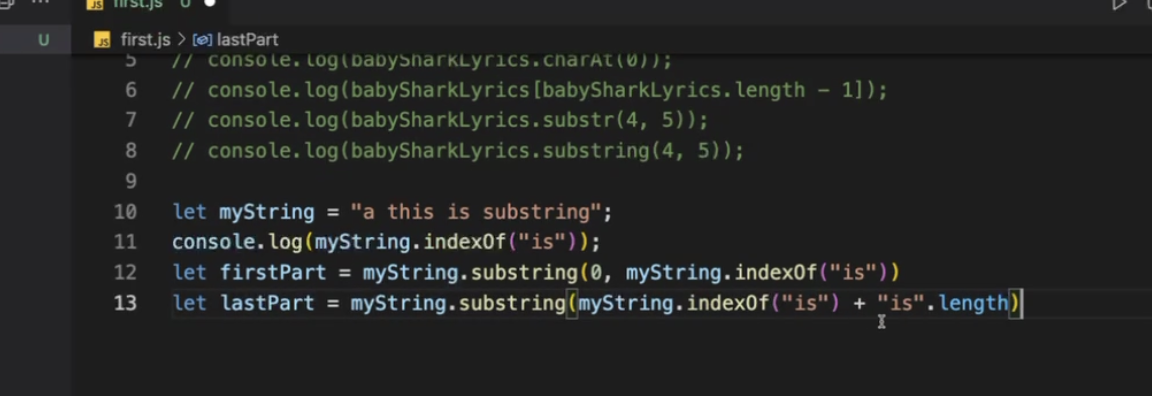 JS first.js U
U
JS first.js > lastPart
5 // console.log(babySharkLyrics.charAt(0));
6 // console.log(babySharkLyrics[babySharkLyrics.length - 1]);
7 // console.log(babySharkLyrics.substr(4, 5));
8 // console.log(babySharkLyrics.substring(4, 5));
9
10 let myString = "a this is substring";
11 console.log(myString.indexOf("is"));
12 let firstPart = myString.substring(0, myString.indexOf("is"))
13 let lastPart = myString.substring(myString.indexOf("is") + "is".length)